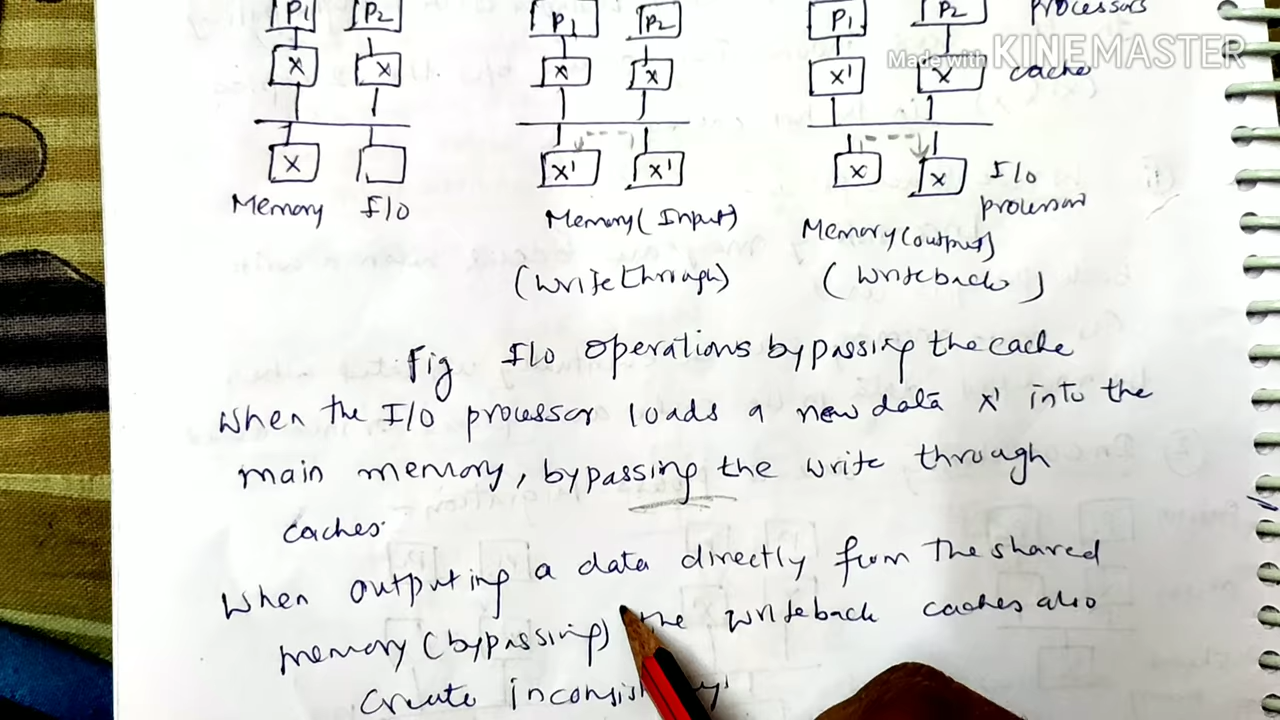 P1 P2 P1 P2 P1 P2 processors
Made with KINEMASTER
X X X X X' X cache
X X' X' X X I/O
processor
Memory I/O Memory (Input) Memory (output)
(Write through) (Writeback)
Fig I/O operations bypassing the cache
When the I/O processor loads a new data X' into the
main memory, bypassing the write through
caches.
When outputing a data directly from the shared
memory (bypassing) the writeback caches also
create